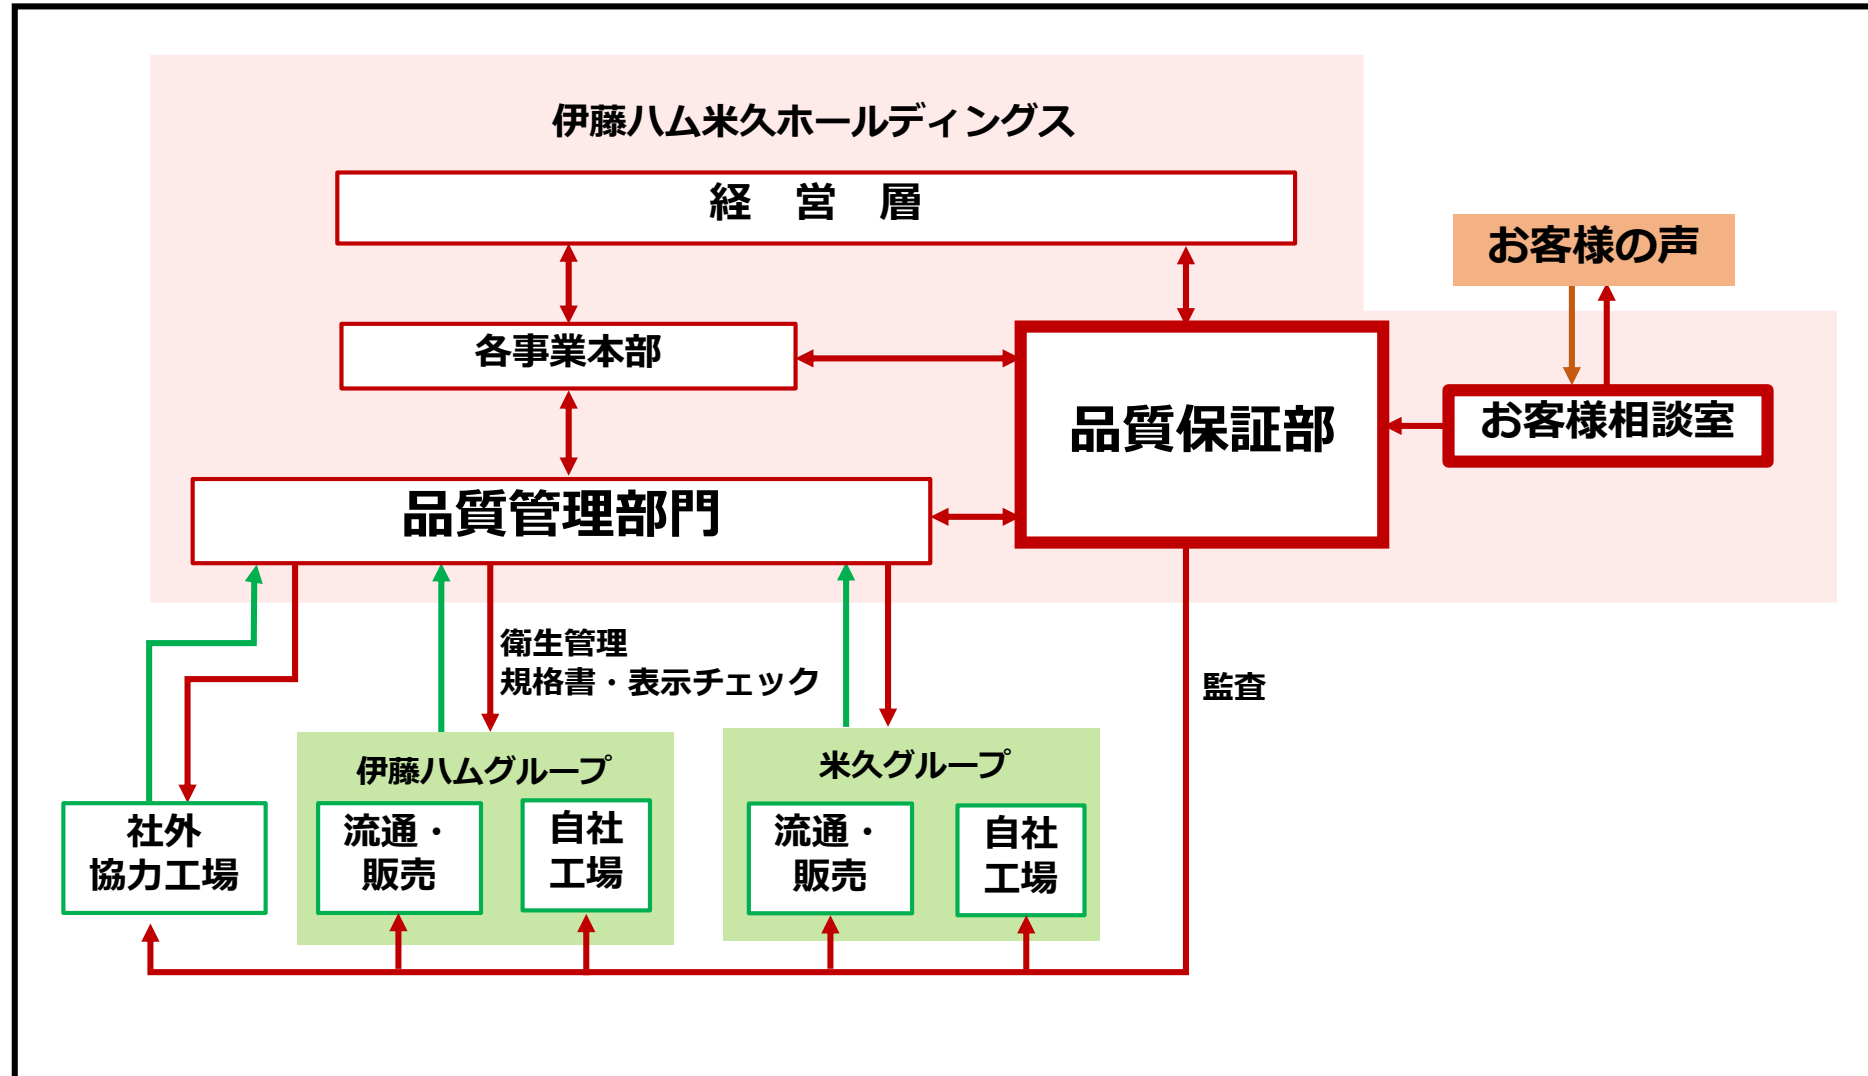 伊藤ハム米久ホールディングス
経　営　層
お客様の声
各事業本部
品質保証部
お客様相談室
品質管理部門
衛生管理
規格書・表示チェック
監査
伊藤ハムグループ
米久グループ
社外
協力工場
流通・
販売
自社
工場
流通・
販売
自社
工場